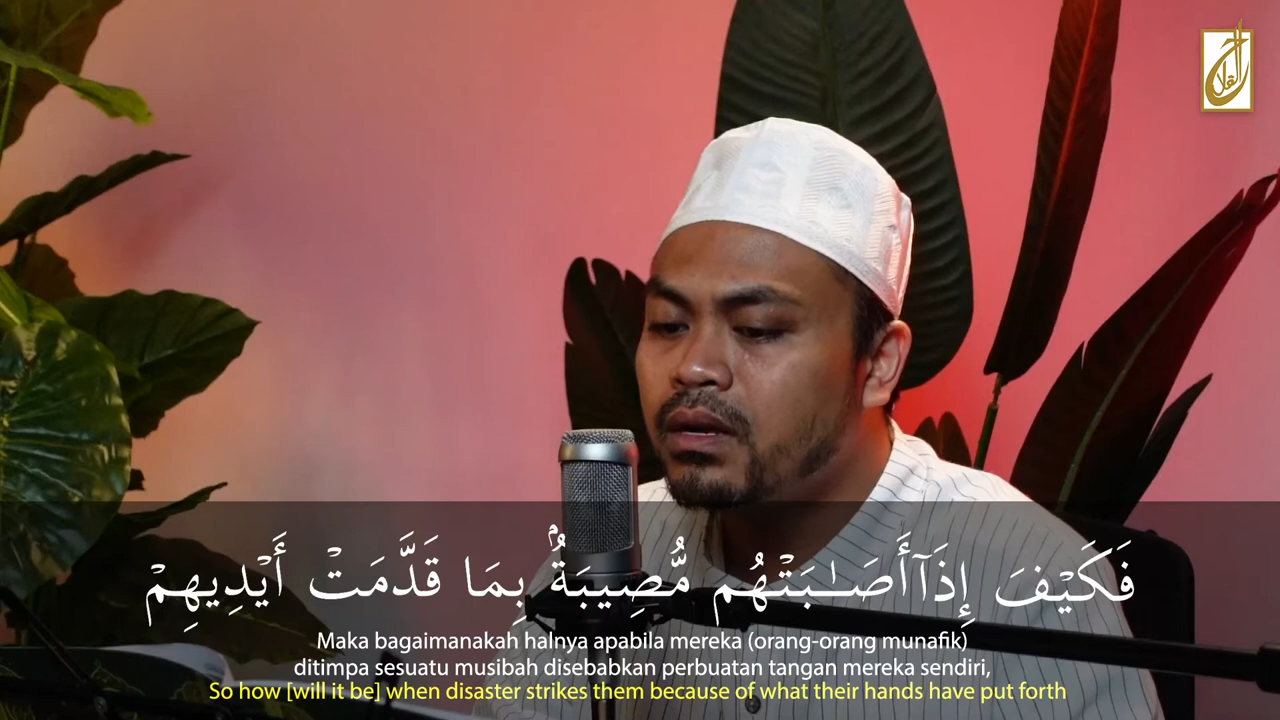 القلاح
فَكَيْفَ إِذَآ أَصَـٰبَتْهُم مُّصِيبَةٌۢ بِمَا قَدَّمَتْ أَيْدِيهِمْ
Maka bagaimanakah halnya apabila mereka (orang-orang munafik)
ditimpa sesuatu musibah disebabkan perbuatan tangan mereka sendiri,
So how [will it be] when disaster strikes them because of what their hands have put forth